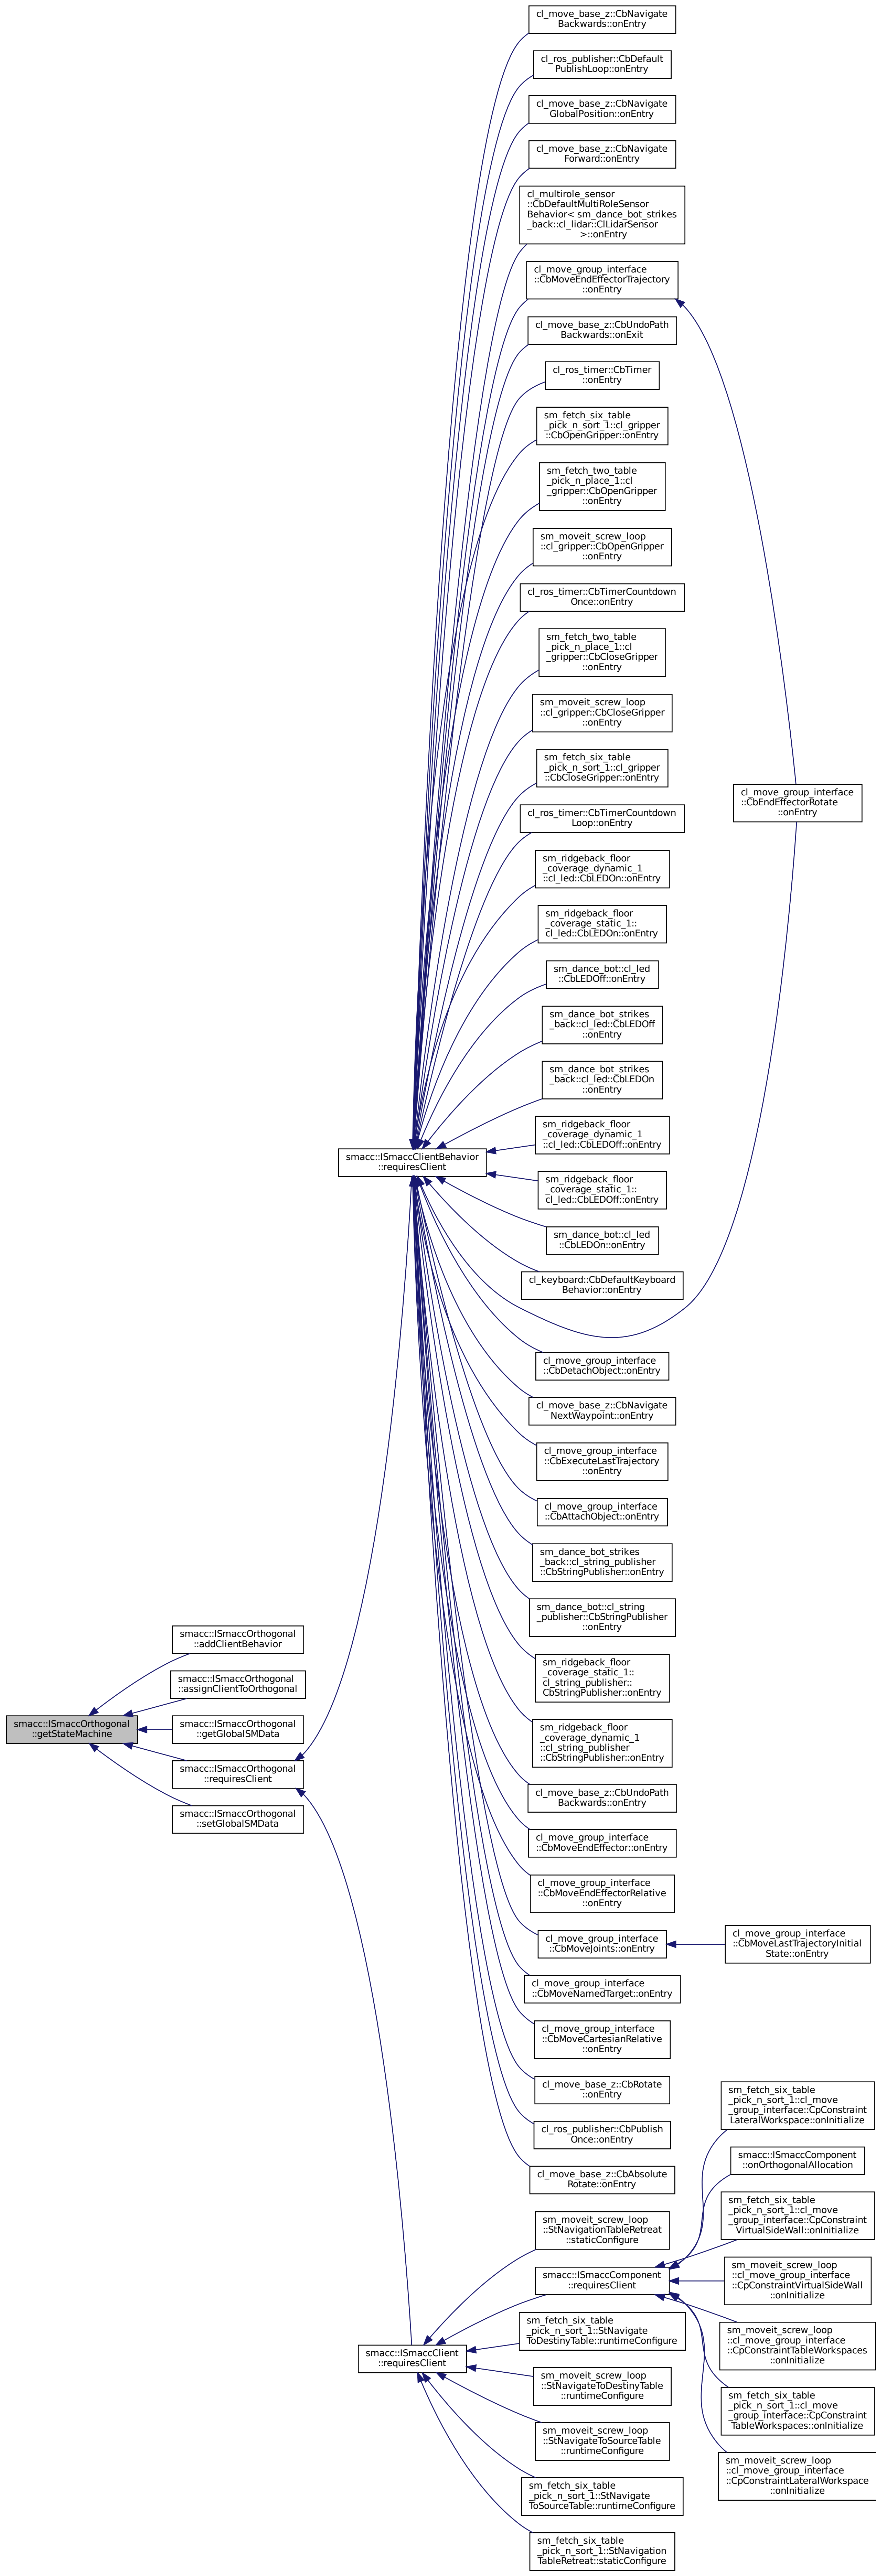 cl_move_base_z::CbNavigate
Backwards::onEntry
cl_ros_publisher::CbDefault
PublishLoop::onEntry
cl_move_base_z::CbNavigate
GlobalPosition::onEntry
cl_move_base_z::CbNavigate
Forward::onEntry
cl_multirole_sensor
::CbDefaultMultiRoleSensor
Behavior< sm_dance_bot_strikes
_back::cl_lidar::ClLidarSensor
>::onEntry
cl_move_group_interface
::CbMoveEndEffectorTrajectory
::onEntry
cl_move_base_z::CbUndoPath
Backwards::onExit
cl_ros_timer::CbTimer
::onEntry
sm_fetch_six_table
_pick_n_sort_1::cl_gripper
::CbOpenGripper::onEntry
sm_fetch_two_table
_pick_n_place_1::cl
_gripper::CbOpenGripper
::onEntry
sm_moveit_screw_loop
::cl_gripper::CbOpenGripper
::onEntry
cl_ros_timer::CbTimerCountdown
Once::onEntry
sm_fetch_two_table
_pick_n_place_1::cl
_gripper::CbCloseGripper
::onEntry
sm_moveit_screw_loop
::cl_gripper::CbCloseGripper
::onEntry
sm_fetch_six_table
_pick_n_sort_1::cl_gripper
::CbCloseGripper::onEntry
cl_move_group_interface
::CbEndEffectorRotate
::onEntry
cl_ros_timer::CbTimerCountdown
Loop::onEntry
sm_ridgeback_floor
_coverage_dynamic_1
::cl_led::CbLEDOn::onEntry
sm_ridgeback_floor
_coverage_static_1::
cl_led::CbLEDOn::onEntry
sm_dance_bot::cl_led
::CbLEDOff::onEntry
sm_dance_bot_strikes
_back::cl_led::CbLEDOff
::onEntry
sm_dance_bot_strikes
_back::cl_led::CbLEDOn
::onEntry
sm_ridgeback_floor
_coverage_dynamic_1
::cl_led::CbLEDOff::onEntry
smacc::ISmaccClientBehavior
::requiresClient
sm_ridgeback_floor
_coverage_static_1::
cl_led::CbLEDOff::onEntry
sm_dance_bot::cl_led
::CbLEDOn::onEntry
cl_keyboard::CbDefaultKeyboard
Behavior::onEntry
cl_move_group_interface
::CbDetachObject::onEntry
cl_move_base_z::CbNavigate
NextWaypoint::onEntry
cl_move_group_interface
::CbExecuteLastTrajectory
::onEntry
cl_move_group_interface
::CbAttachObject::onEntry
sm_dance_bot_strikes
_back::cl_string_publisher
::CbStringPublisher::onEntry
sm_dance_bot::cl_string
_publisher::CbStringPublisher
::onEntry
smacc::ISmaccOrthogonal
::addClientBehavior
sm_ridgeback_floor
_coverage_static_1::
cl_string_publisher::
CbStringPublisher::onEntry
smacc::ISmaccOrthogonal
::assignClientToOrthogonal
smacc::ISmaccOrthogonal
::getStateMachine
smacc::ISmaccOrthogonal
::getGlobalSMData
sm_ridgeback_floor
_coverage_dynamic_1
::cl_string_publisher
::CbStringPublisher::onEntry
smacc::ISmaccOrthogonal
::requiresClient
cl_move_base_z::CbUndoPath
Backwards::onEntry
smacc::ISmaccOrthogonal
::setGlobalSMData
cl_move_group_interface
::CbMoveEndEffector::onEntry
cl_move_group_interface
::CbMoveEndEffectorRelative
::onEntry
cl_move_group_interface
::CbMoveJoints::onEntry
cl_move_group_interface
::CbMoveLastTrajectoryInitial
State::onEntry
cl_move_group_interface
::CbMoveNamedTarget::onEntry
cl_move_group_interface
::CbMoveCartesianRelative
::onEntry
cl_move_base_z::CbRotate
::onEntry
cl_ros_publisher::CbPublish
Once::onEntry
cl_move_base_z::CbAbsolute
Rotate::onEntry
sm_fetch_six_table
_pick_n_sort_1::cl_move
_group_interface::CpConstraint
LateralWorkspace::onInitialize
smacc::ISmaccComponent
::onOrthogonalAllocation
sm_fetch_six_table
_pick_n_sort_1::cl_move
_group_interface::CpConstraint
VirtualSideWall::onInitialize
sm_moveit_screw_loop
::StNavigationTableRetreat
::staticConfigure
smacc::ISmaccComponent
::requiresClient
sm_moveit_screw_loop
::cl_move_group_interface
::CpConstraintVirtualSideWall
::onInitialize
sm_fetch_six_table
_pick_n_sort_1::StNavigate
ToDestinyTable::runtimeConfigure
sm_moveit_screw_loop
::cl_move_group_interface
::CpConstraintTableWorkspaces
::onInitialize
smacc::ISmaccClient
::requiresClient
sm_moveit_screw_loop
::StNavigateToDestinyTable
::runtimeConfigure
sm_fetch_six_table
_pick_n_sort_1::cl_move
_group_interface::CpConstraint
TableWorkspaces::onInitialize
sm_moveit_screw_loop
::StNavigateToSourceTable
::runtimeConfigure
sm_moveit_screw_loop
::cl_move_group_interface
::CpConstraintLateralWorkspace
::onInitialize
sm_fetch_six_table
_pick_n_sort_1::StNavigate
ToSourceTable::runtimeConfigure
sm_fetch_six_table
_pick_n_sort_1::StNavigation
TableRetreat::staticConfigure